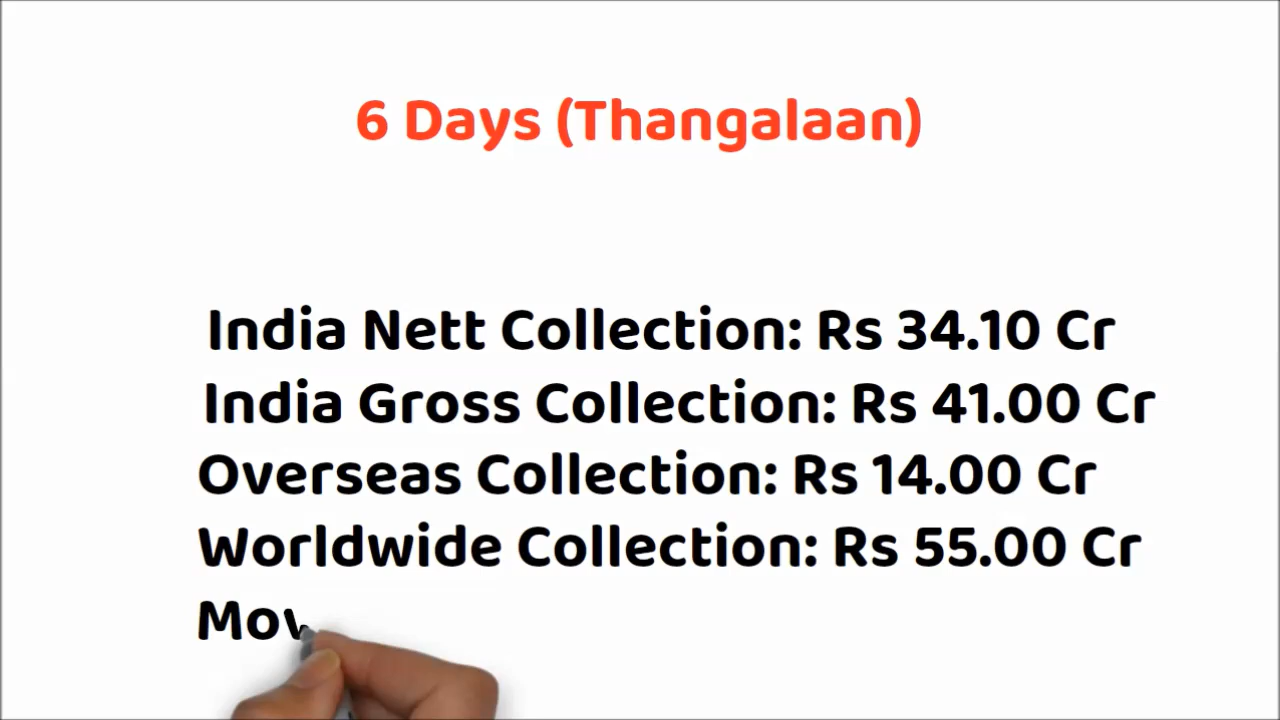 6 Days (Thangalaan)
India Nett Collection: Rs 34.10 Cr
India Gross Collection: Rs 41.00 Cr
Overseas Collection: Rs 14.00 Cr
Worldwide Collection: Rs 55.00 Cr
Mov